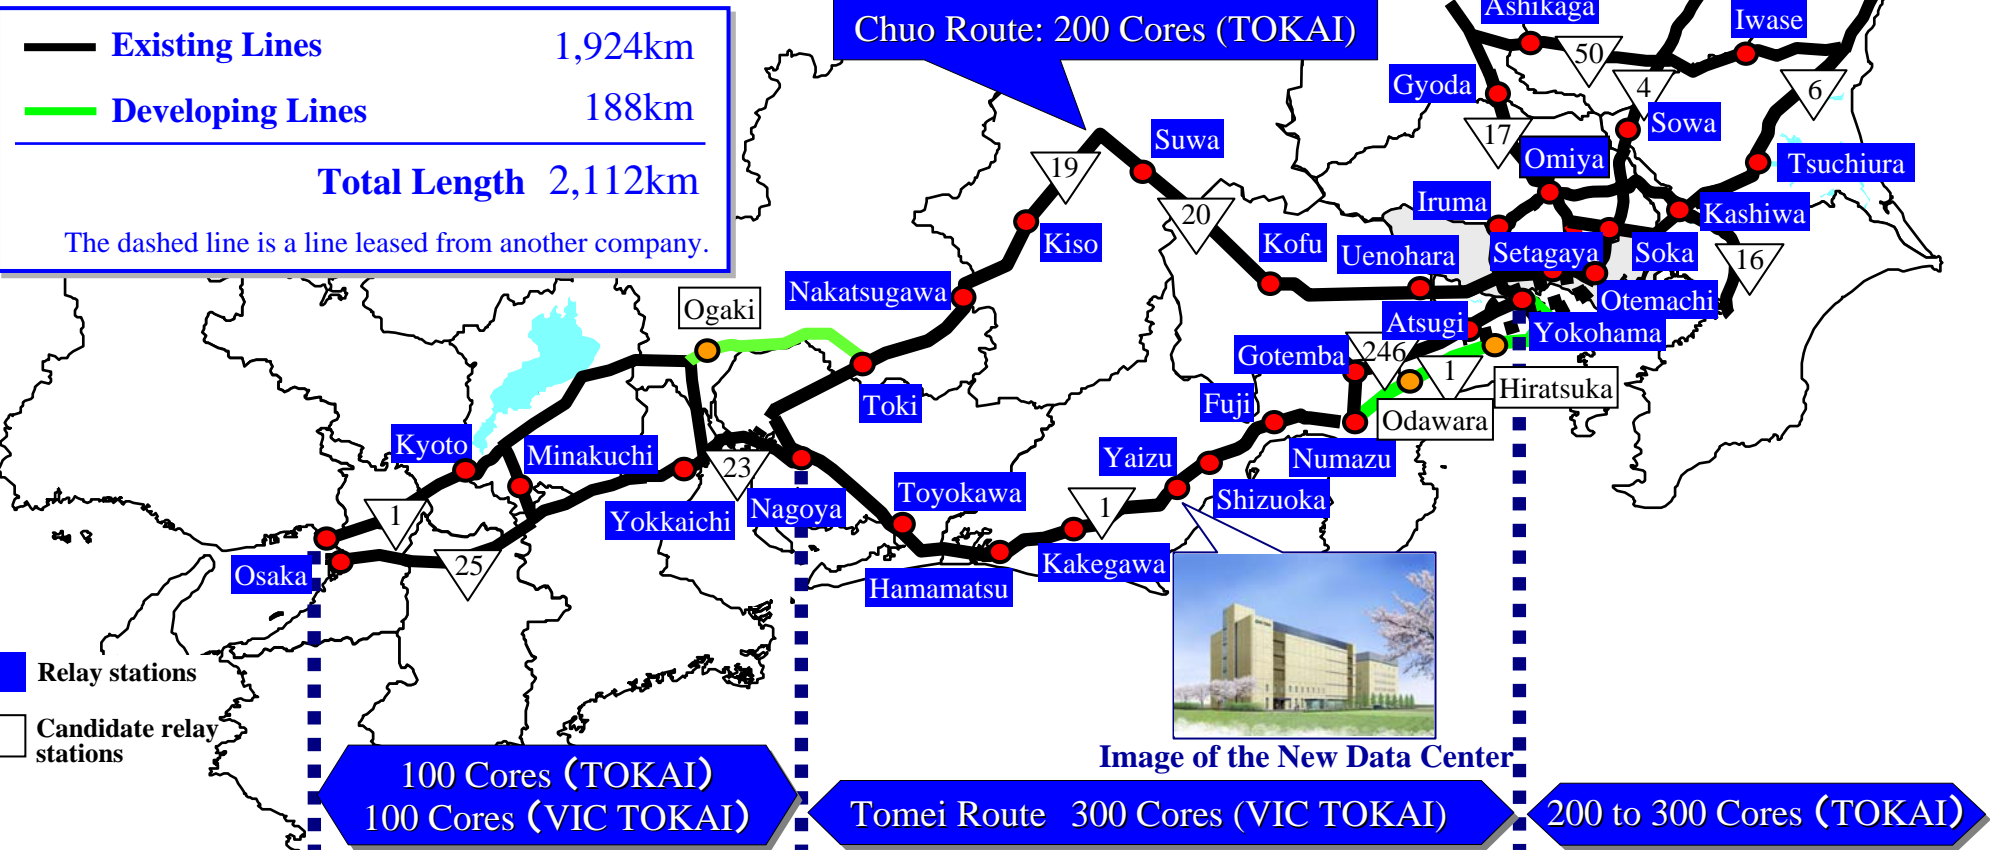 Existing Lines 1,924km
Developing Lines 188km
Total Length 2,112km
The dashed line is a line leased from another company.
Chuo Route: 200 Cores (TOKAI)
Ashikaga
Iwase
50
Gyoda
4
6
17
Sowa
Omiya
Suwa
19
Tsuchiura
Iruma
20
Kashiwa
Kiso
Kofu
Uenohara
Setagaya
Soka
16
Nakatsugawa
Ogaki
Otemachi
Atsugi
Yokohama
Gotemba
246
1
Hiratsuka
Toki
Fuji
Odawara
Kyoto
Minakuchi
23
Yaizu
Numazu
Toyokawa
Shizuoka
1
Yokkaichi
Nagoya
1
Kakegawa
25
Osaka
Hamamatsu
Relay stations
Candidate relay
stations
Image of the New Data Center
100 Cores (TOKAI)
100 Cores (VIC TOKAI)
Tomei Route 300 Cores (VIC TOKAI)
200 to 300 Cores (TOKAI)